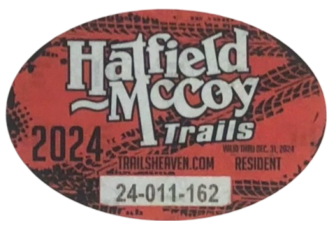 Hatfield
~McCoy
Trails
2024
VALID THRU DEC. 31, 2024
TRAILSHEAVEN.COM RESIDENT
24-011-162